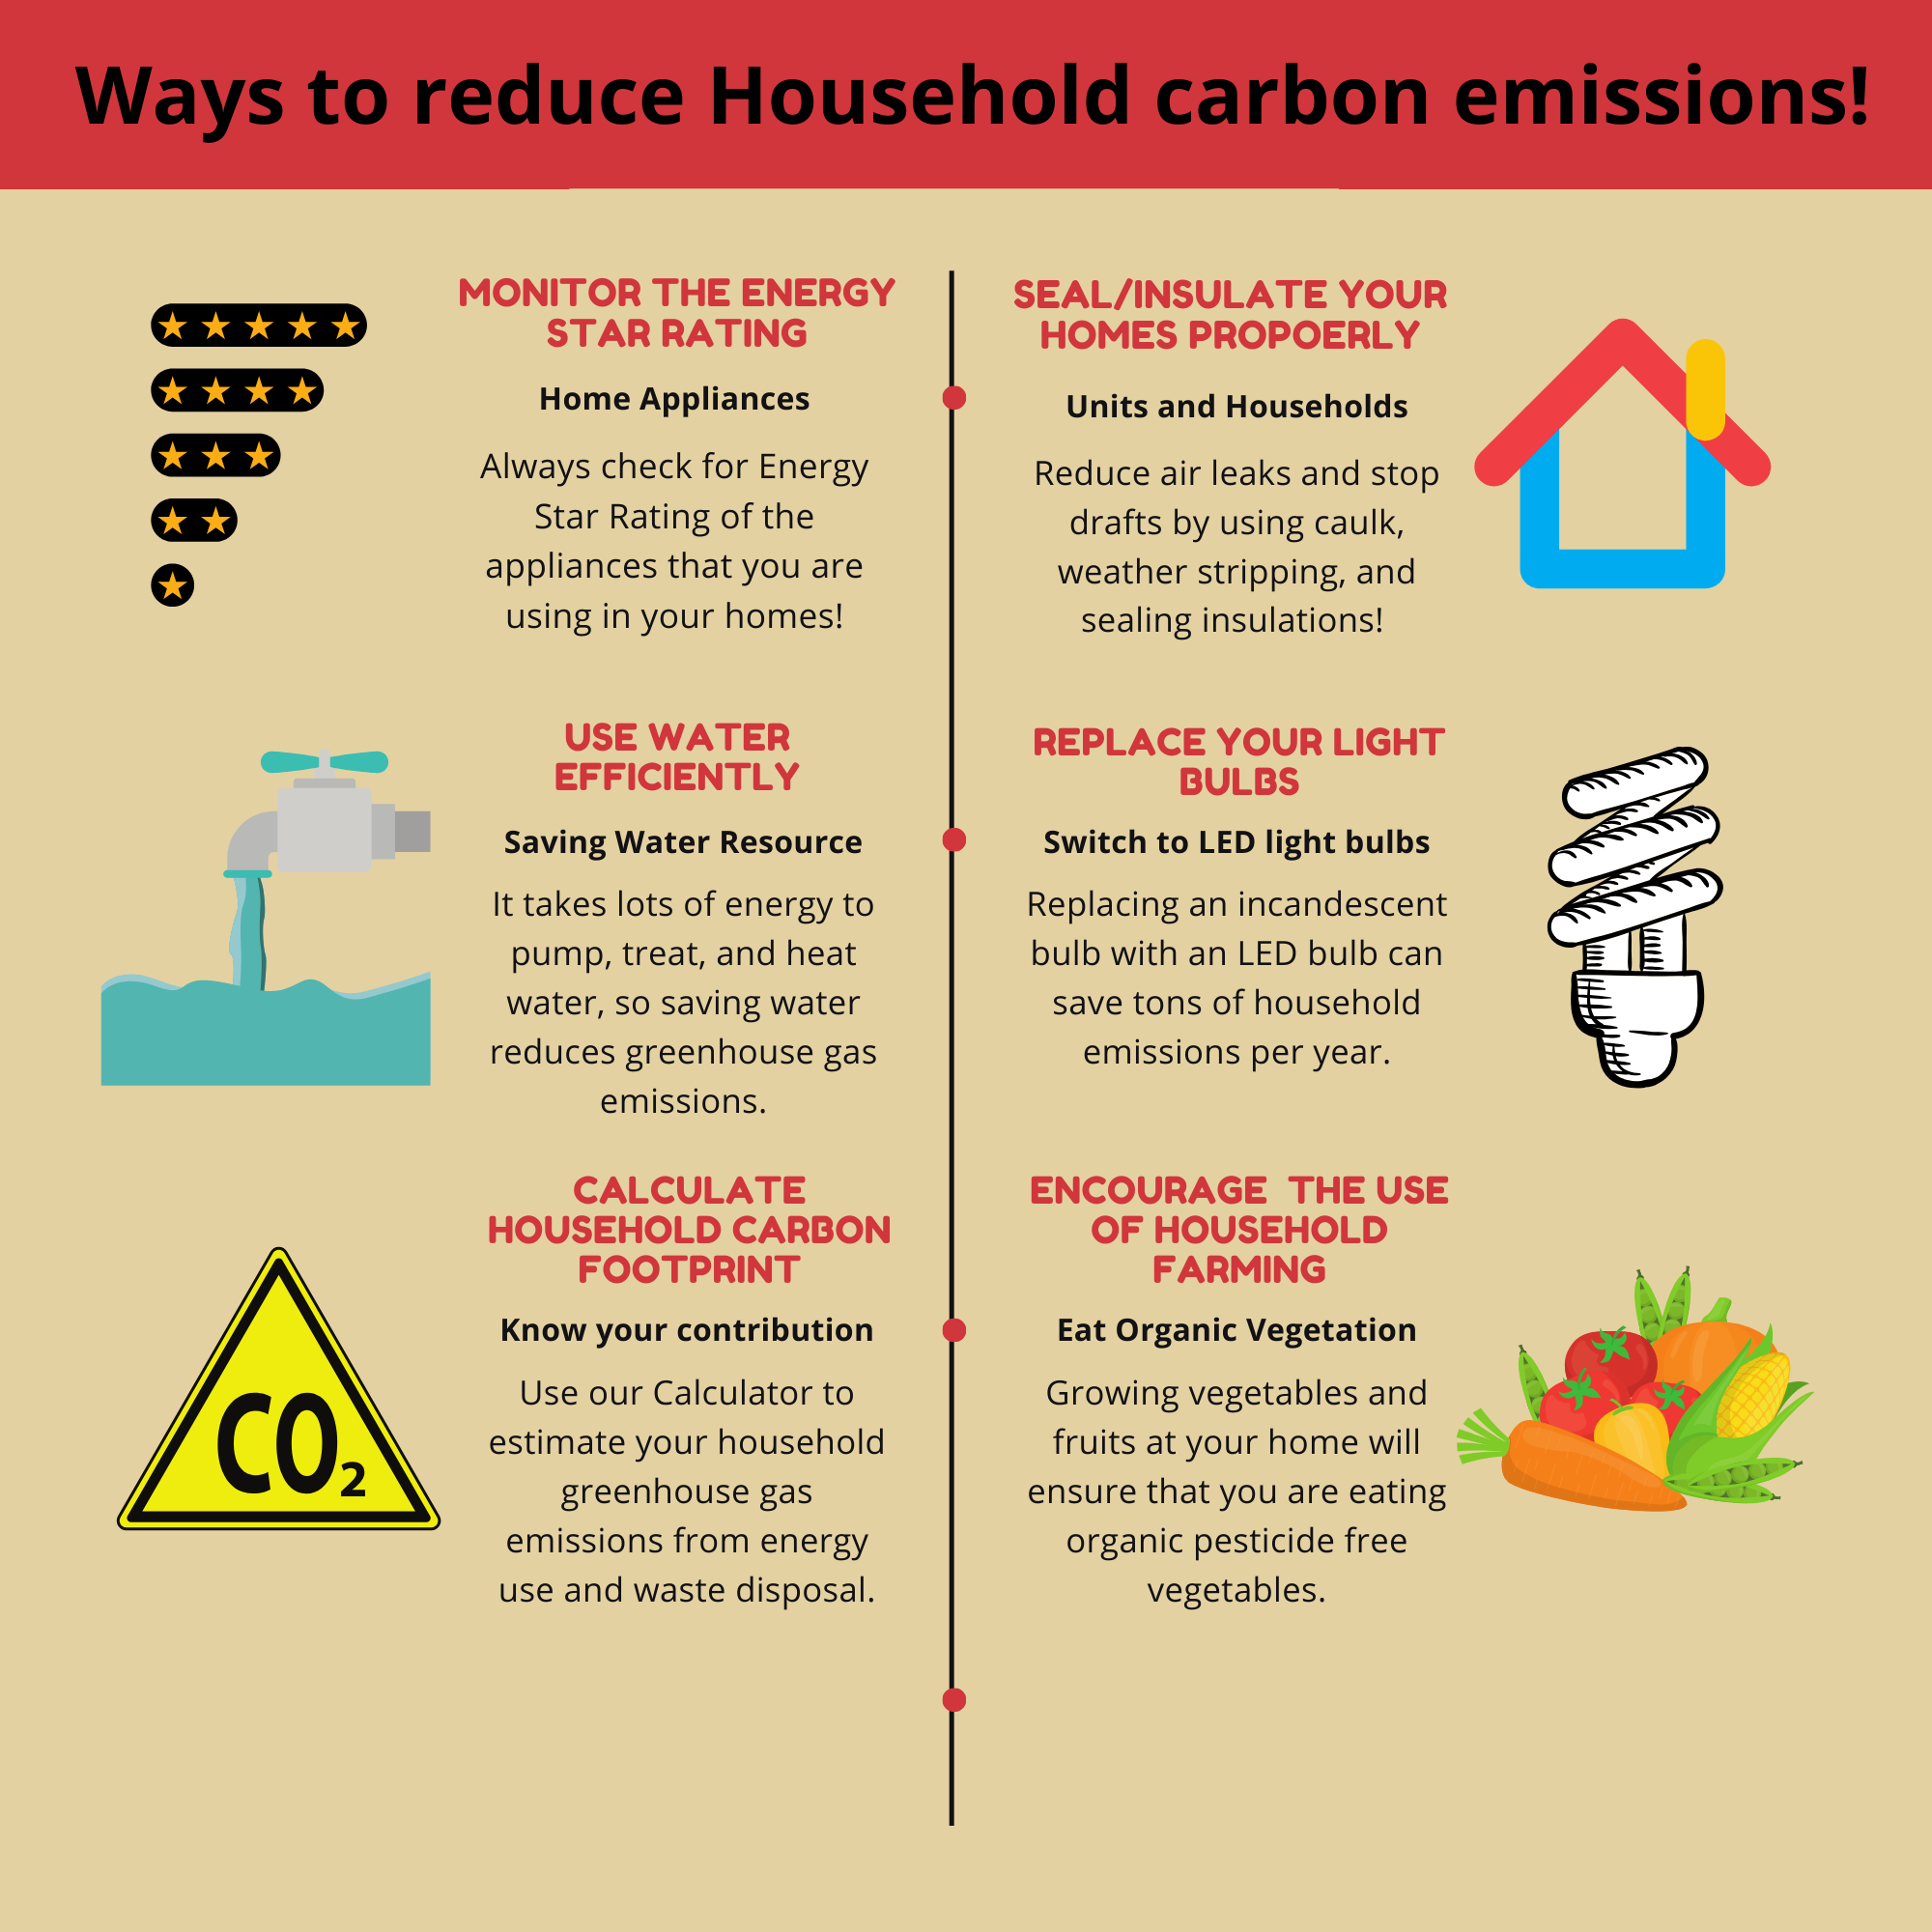 Ways to reduce Household carbon emissions!
MONITOR THE ENERGY
STAR RATING
Home Appliances
Always check for Energy
Star Rating of the
appliances that you are
using in your homes!
SEAL/INSULATE YOUR
HOMES PROPOERLY
Units and Households
Reduce air leaks and stop
drafts by using caulk,
weather stripping, and
sealing insulations!
USE WATER
EFFICIENTLY
Saving Water Resource
It takes lots of energy to
pump, treat, and heat
water, so saving water
reduces greenhouse gas
emissions.
REPLACE YOUR LIGHT
BULBS
Switch to LED light bulbs
Replacing an incandescent
bulb with an LED bulb can
save tons of household
emissions per year.
CALCULATE
HOUSEHOLD CARBON
FOOTPRINT
Know your contribution
Use our Calculator to
estimate your household
greenhouse gas
emissions from energy
use and waste disposal.
CO₂
ENCOURAGE  THE USE
OF HOUSEHOLD
FARMING
Eat Organic Vegetation
Growing vegetables and
fruits at your home will
ensure that you are eating
organic pesticide free
vegetables.